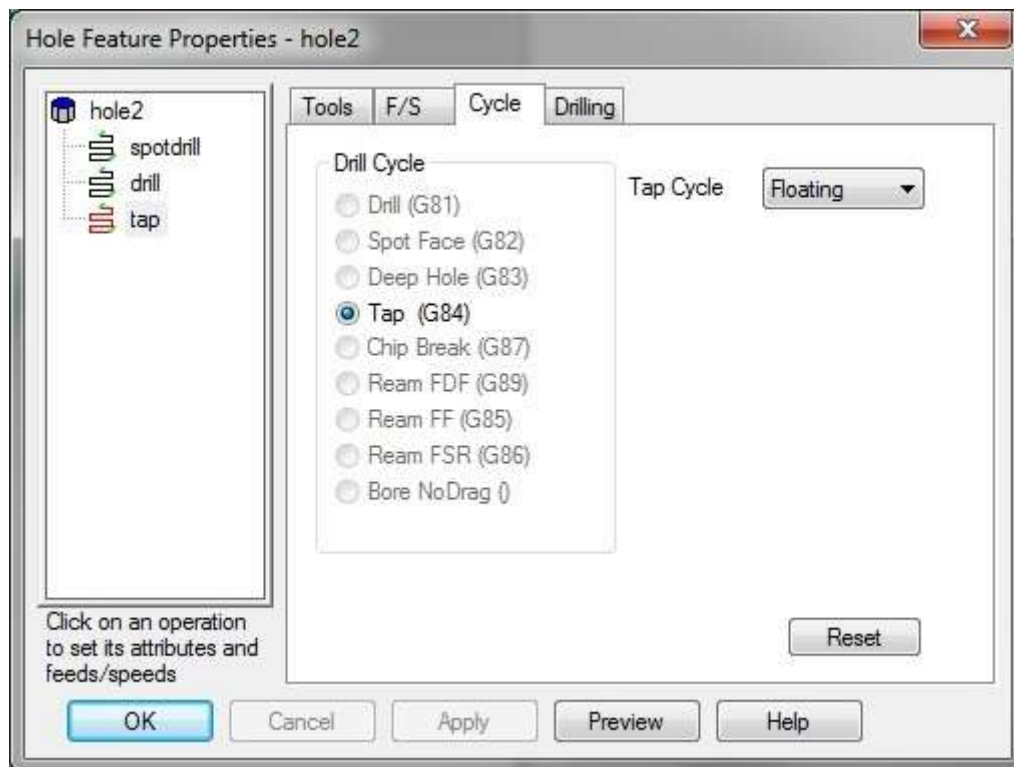 Hole Feature Properties - hole2
hole2
spotdrill
drill
tap
Click on an operation
to set its attributes and
feeds/speeds
Tools F/S Cycle Drilling
Drill Cycle
Drill (G81)
Spot Face (G82)
Deep Hole (G83)
Tap (G84)
Chip Break (G87)
Ream FDF (G89)
Ream FF (G85)
Ream FSR (G86)
Bore NoDrag ()
Tap Cycle Floating
Reset
OK Cancel Apply Preview Help